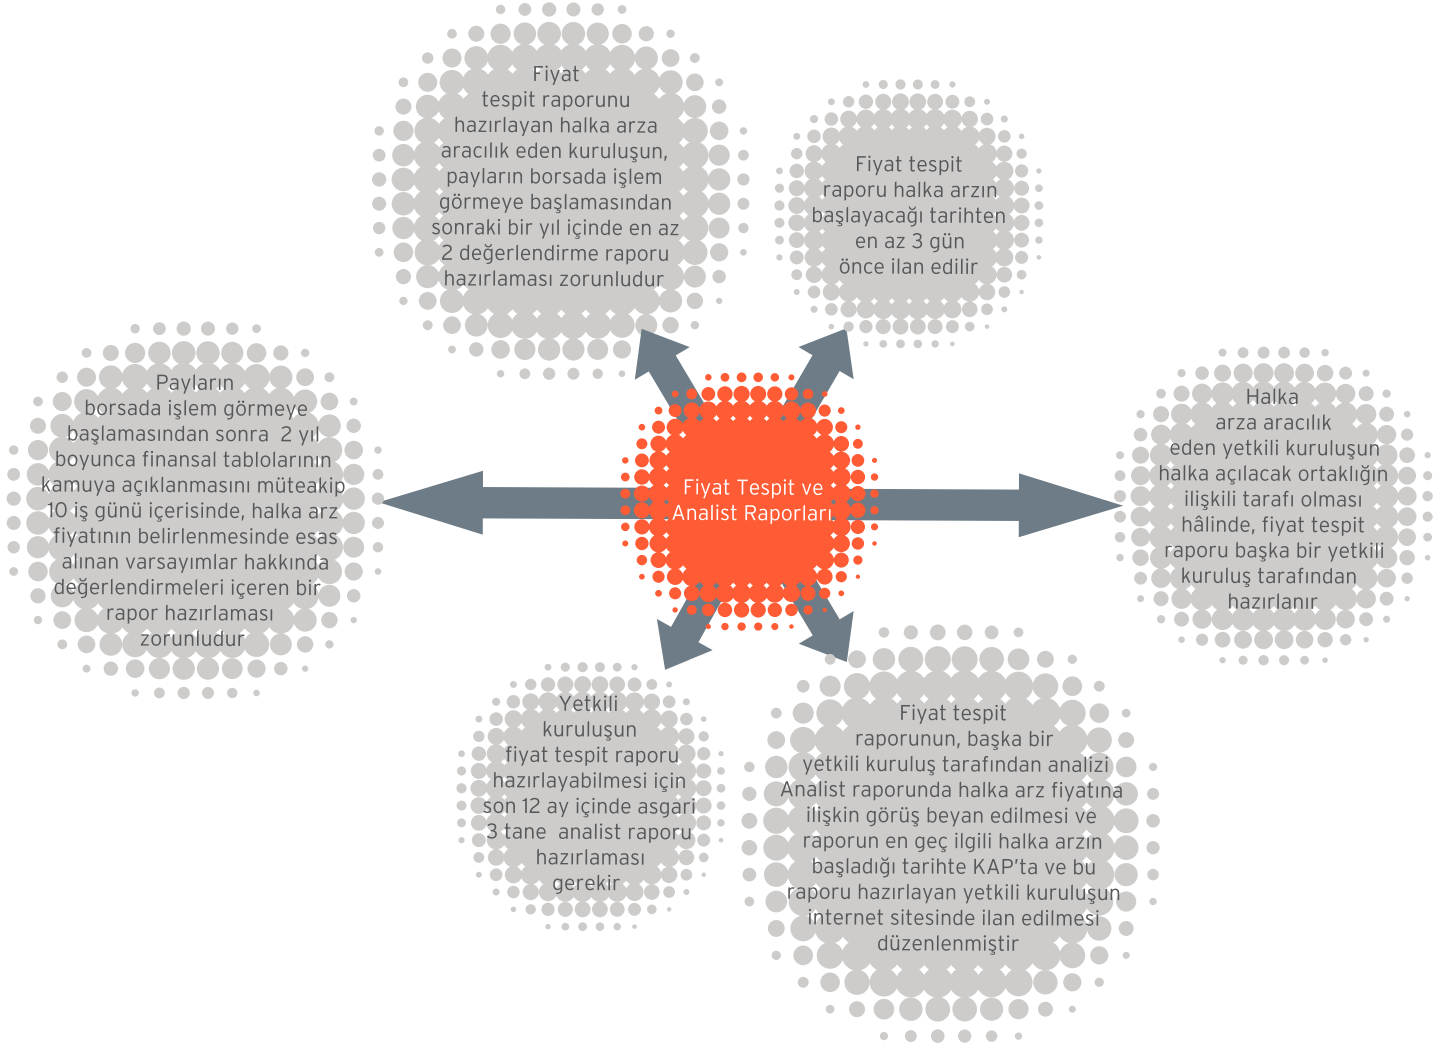 Fiyat
tespit raporunu
hazırlayan halka arza
aracılık eden kuruluşun,
payların borsada işlem
görmeye başlamasından
sonraki bir yıl içinde en az
2 değerlendirme raporu
hazırlaması zorunludur
Fiyat tespit
raporu halka arzın
başlayacağı tarihten
en az 3 gün
önce ilan edilir
Payların
borsada işlem görmeye
başlamasından sonra 2 yıl
boyunca finansal tablolarının
kamuya açıklanmasını müteakip
10 iş günü içerisinde, halka arz
fiyatının belirlenmesinde esas
alınan varsayımlar hakkında
değerlendirmeleri içeren bir
rapor hazırlaması
zorunludur
Fiyat Tespit ve
Analist Raporları
Halka
arza aracılık
eden yetkili kuruluşun
halka açılacak ortaklığın
ilişkili tarafı olması
hâlinde, fiyat tespit
raporu başka bir yetkili
kuruluş tarafından
hazırlanır
Yetkili
kuruluşun
fiyat tespit raporu
hazırlayabilmesi için
son 12 ay içinde asgari
3 tane analist raporu
hazırlaması
gerekir
Fiyat tespit
raporunun, başka bir
yetkili kuruluş tarafından analizi
Analist raporunda halka arz fiyatına
ilişkin görüş beyan edilmesi ve
raporun en geç ilgili halka arzın
başladığı tarihte KAP'ta ve bu
raporu hazırlayan yetkili kuruluşun
internet sitesinde ilan edilmesi
düzenlenmiştir